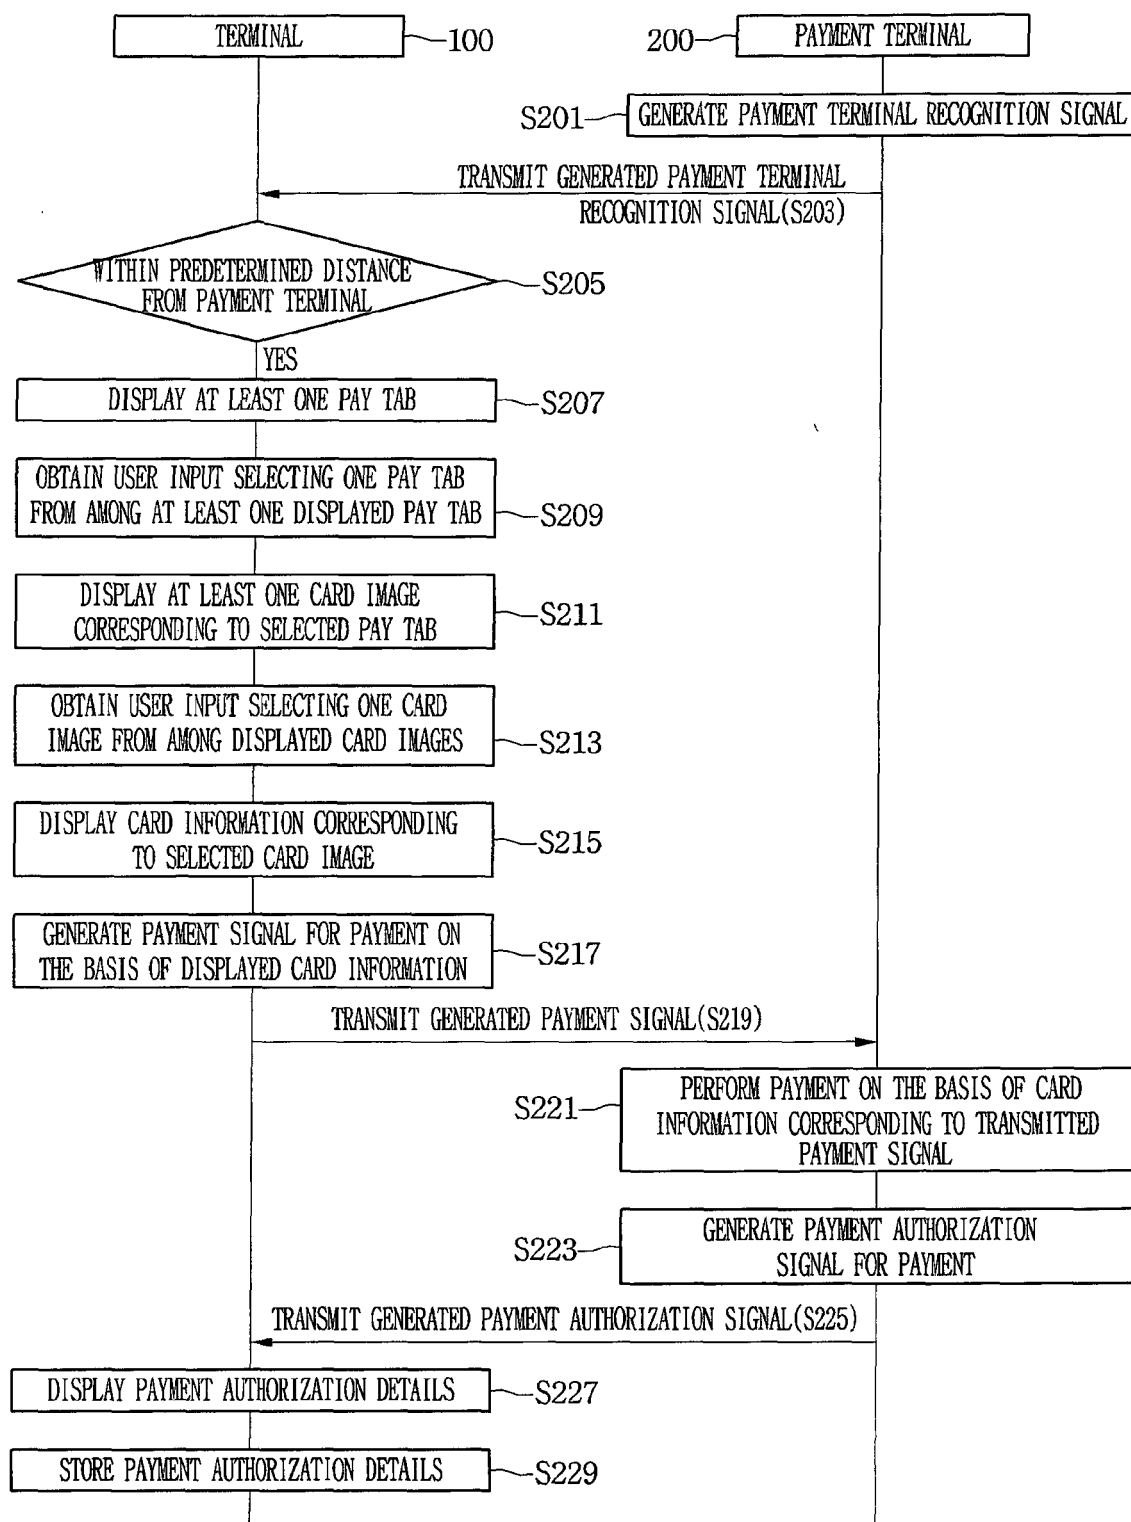 TERMINAL
100
200
PAYMENT TERMINAL
S201
GENERATE PAYMENT TERMINAL RECOGNITION SIGNAL
TRANSMIT GENERATED PAYMENT TERMINAL
RECOGNITION SIGNAL(S203)
WITHIN PREDETERMINED DISTANCE
FROM PAYMENT TERMINAL
S205
YES
DISPLAY AT LEAST ONE PAY TAB
S207
OBTAIN USER INPUT SELECTING ONE PAY TAB
FROM AMONG AT LEAST ONE DISPLAYED PAY TAB
S209
DISPLAY AT LEAST ONE CARD IMAGE
CORRESPONDING TO SELECTED PAY TAB
S211
OBTAIN USER INPUT SELECTING ONE CARD
IMAGE FROM AMONG DISPLAYED CARD IMAGES
S213
DISPLAY CARD INFORMATION CORRESPONDING
TO SELECTED CARD IMAGE
S215
GENERATE PAYMENT SIGNAL FOR PAYMENT ON
THE BASIS OF DISPLAYED CARD INFORMATION
S217
TRANSMIT GENERATED PAYMENT SIGNAL(S219)
S221
PERFORM PAYMENT ON THE BASIS OF CARD
INFORMATION CORRESPONDING TO TRANSMITTED
PAYMENT SIGNAL
S223
GENERATE PAYMENT AUTHORIZATION
SIGNAL FOR PAYMENT
TRANSMIT GENERATED PAYMENT AUTHORIZATION SIGNAL(S225)
DISPLAY PAYMENT AUTHORIZATION DETAILS
S227
STORE PAYMENT AUTHORIZATION DETAILS
S229